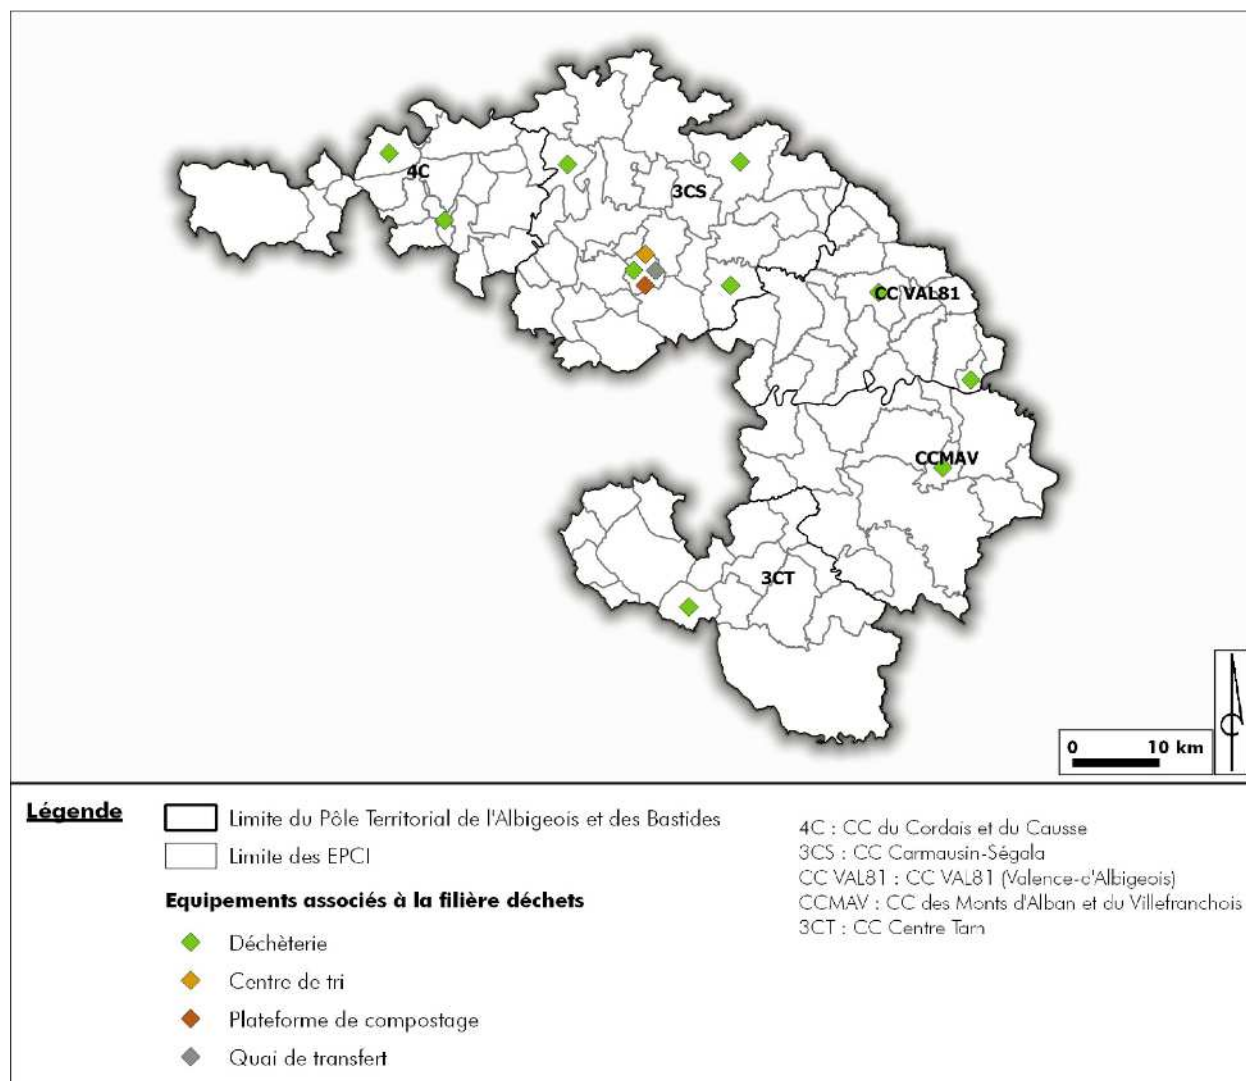 4C
3CS
CC VAL81
CCMAV
3CT
0 10 km
Légende
Limite du Pôle Territorial de l'Albigeois et des Bastides
Limite des EPCI
Equipements associés à la filière déchets
Déchèterie
Centre de tri
Plateforme de compostage
Quai de transfert
4C : CC du Cordais et du Causse
3CS : CC Carmausin-Ségala
CC VAL81 : CC VAL81 (Valence-d'Albigeois)
CCMAV : CC des Monts d'Alban et du Villefranchois
3CT : CC Centre Tarn